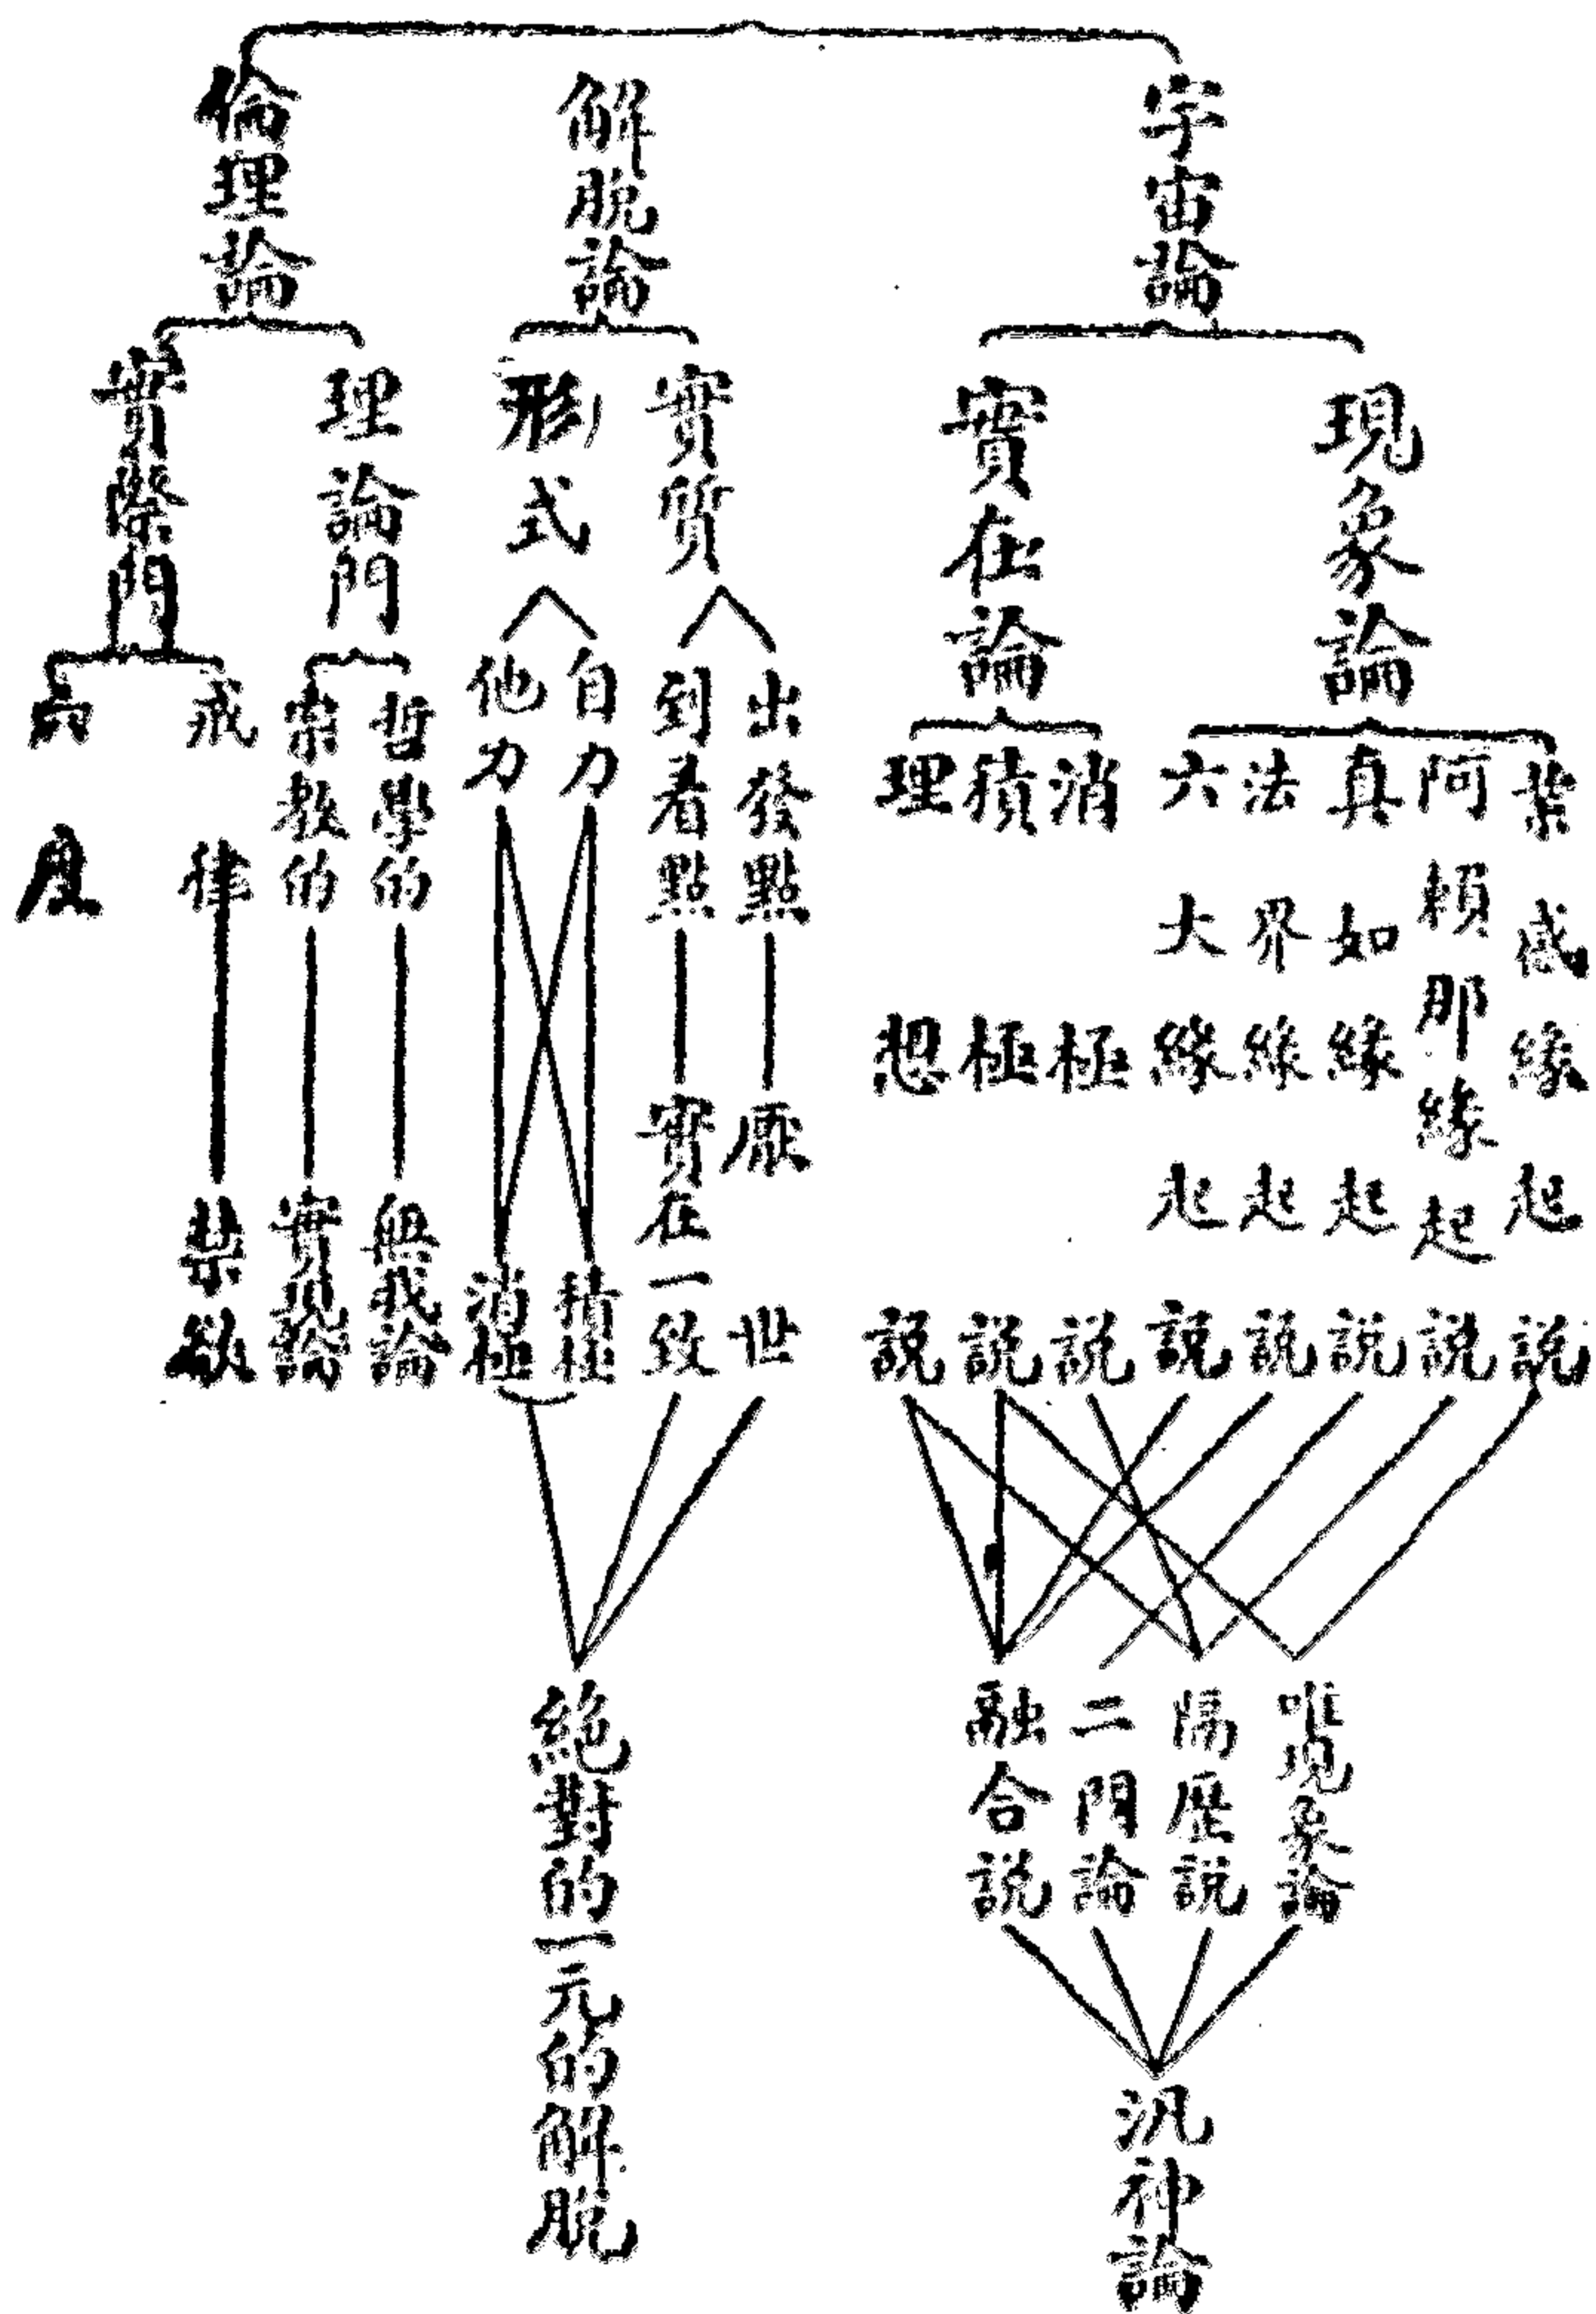 宇宙論
現象論
業感緣起說
阿賴那緣起說
真如緣起說
法界緣起說
六大緣起說
實在論
消極說
積極說
理想說
唯現象論
隔歷說
二門論
融合說
汎神論
解脫論
實質
出發點
厭世
到着點
實在一致
形式
自力
他力
積極
消極
絕對的一元的解脫
倫理論
理論門
哲學的
無我論
宗教的
實現論
實際門
戒律
禁欲
度